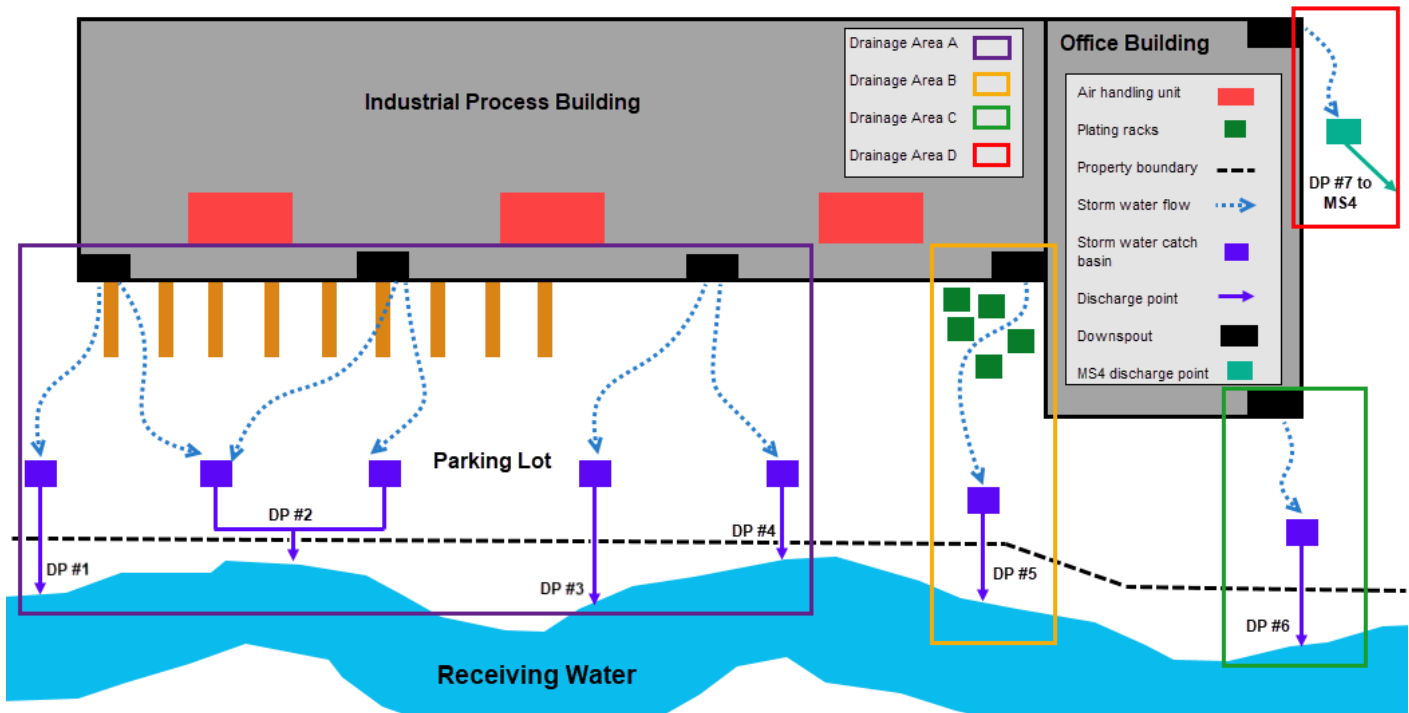 Industrial Process Building
Drainage Area A
Drainage Area B
Drainage Area C
Drainage Area D
Office Building
Air handling unit
Plating racks
Property boundary
Storm water flow
Storm water catch
basin
Discharge point
Downspout
MS4 discharge point
DP #7 to
MS4
Parking Lot
DP #1
DP #2
DP #3
DP #4
DP #5
DP #6
Receiving Water